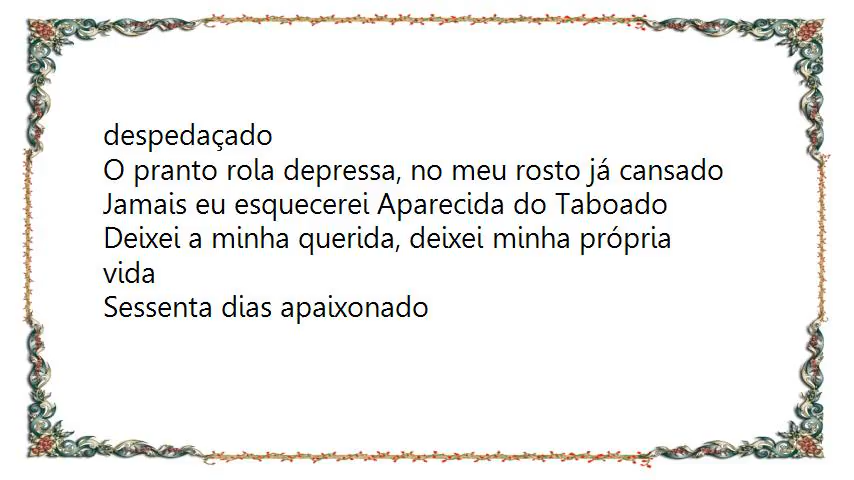 despedaçado
O pranto rola depressa, no meu rosto já cansado
Jamais eu esquecerei Aparecida do Taboado
Deixei a minha querida, deixei minha própria
vida
Sessenta dias apaixonado